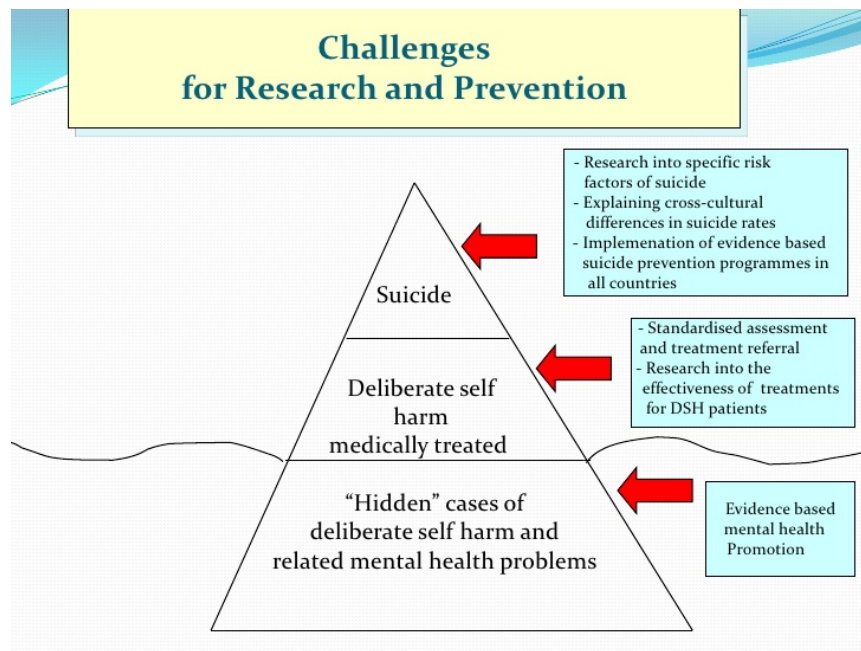 Challenges
for Research and Prevention
- Research into specific risk
factors of suicide
- Explaining cross-cultural
differences in suicide rates
- Implemenation of evidence based
suicide prevention programmes in
all countries
Suicide
- Standardised assessment
and treatment referral
- Research into the
effectiveness of treatments
for DSH patients
Deliberate self
harm
medically treated
"Hidden" cases of
deliberate self harm and
related mental health problems
Evidence based
mental health
Promotion